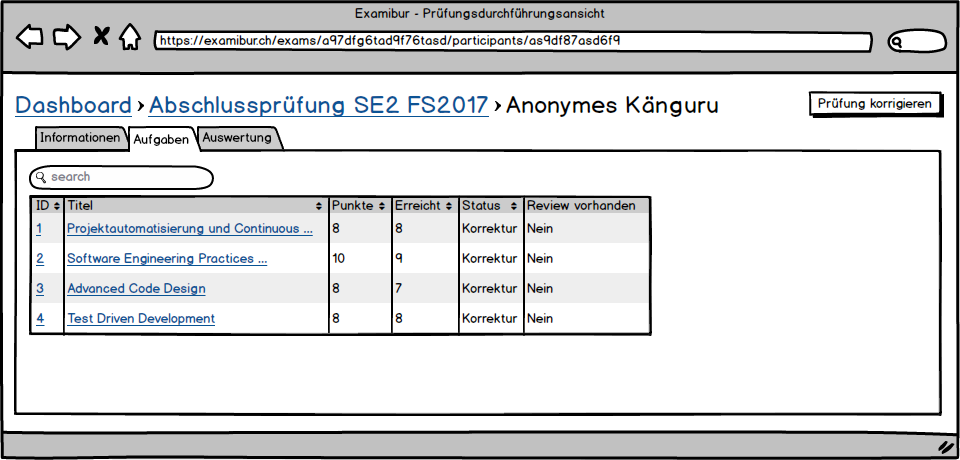 Examibur - Prüfungsdurchführungsansicht
https://examibur.ch/exams/a97dfg6tad9f76tasd/participants/as9df87asd6f9
Dashboard › Abschlussprüfung SE2 FS2017 › Anonymes Känguru
Prüfung korrigieren
Informationen Aufgaben Auswertung
search
ID Titel Punkte Erreicht Status Review vorhanden
1 Projektautomatisierung und Continuous ... 8 8 Korrektur Nein
2 Software Engineering Practices ... 10 9 Korrektur Nein
3 Advanced Code Design 8 7 Korrektur Nein
4 Test Driven Development 8 8 Korrektur Nein